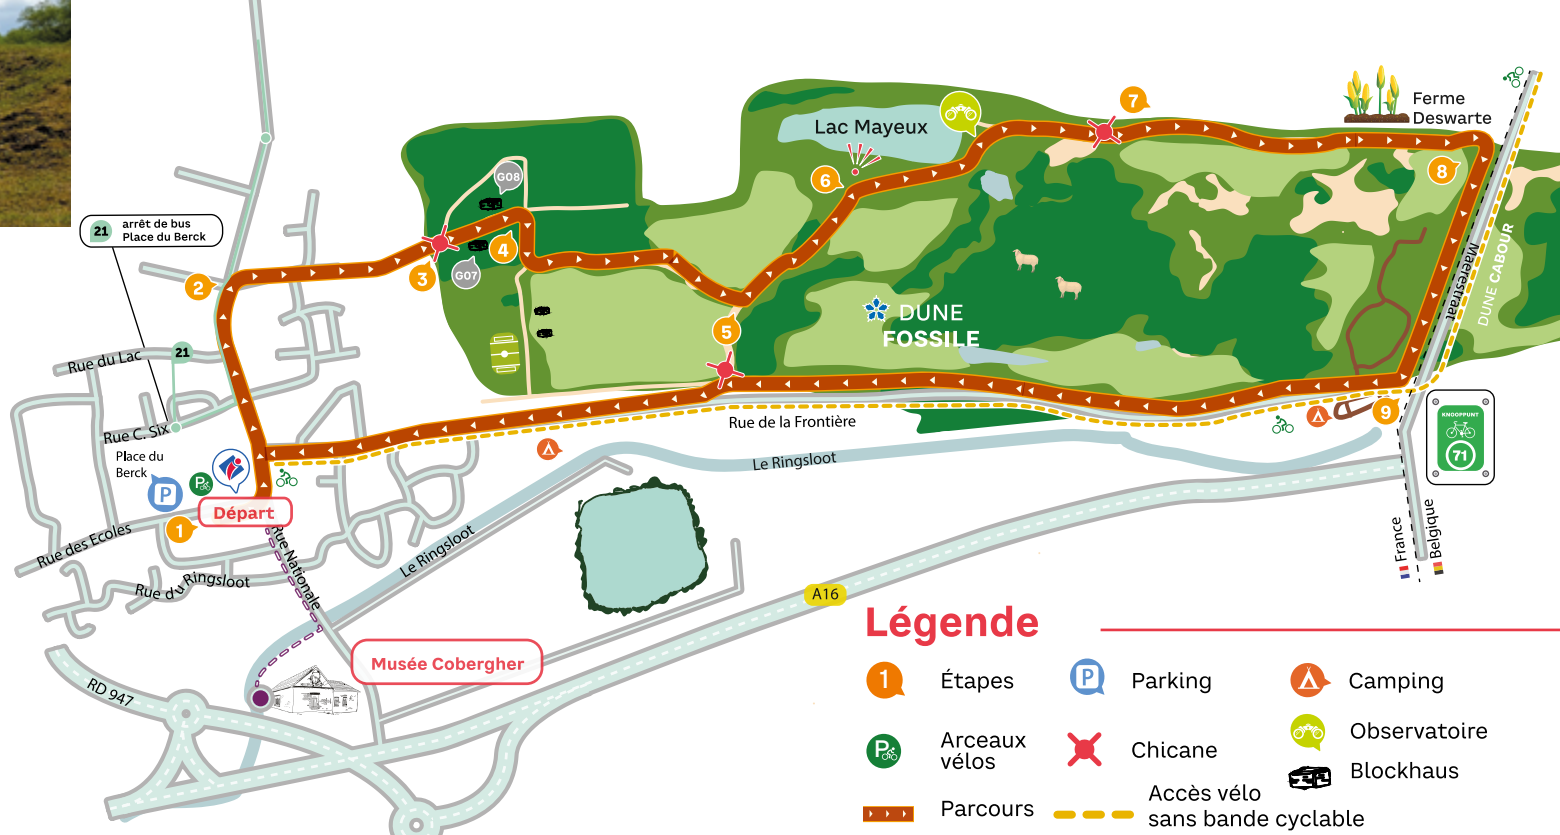 Ferme
Deswarte
7
Lac Mayeux
8
6
G08
21
arrêt de bus
Place du Berck
4
G07
3
2
Maerestraat
DUNE CABOUR
5
DUNE
FOSSILE
21
Rue du Lac
9
KNOOPPUNT
71
Rue de la Frontière
Rue C. Six
Place du
Berck
P
P
Le Ringsloot
Départ
1
Rue des Ecoles
Rue Nationale
Le Ringsloot
France
Belgique
Rue du Ringsloot
A16
Musée Cobergher
RD 947
Légende
1
Étapes
P
Parking
Camping
P
Arceaux
vélos
Chicane
Observatoire
Blockhaus
Parcours
Accès vélo
sans bande cyclable